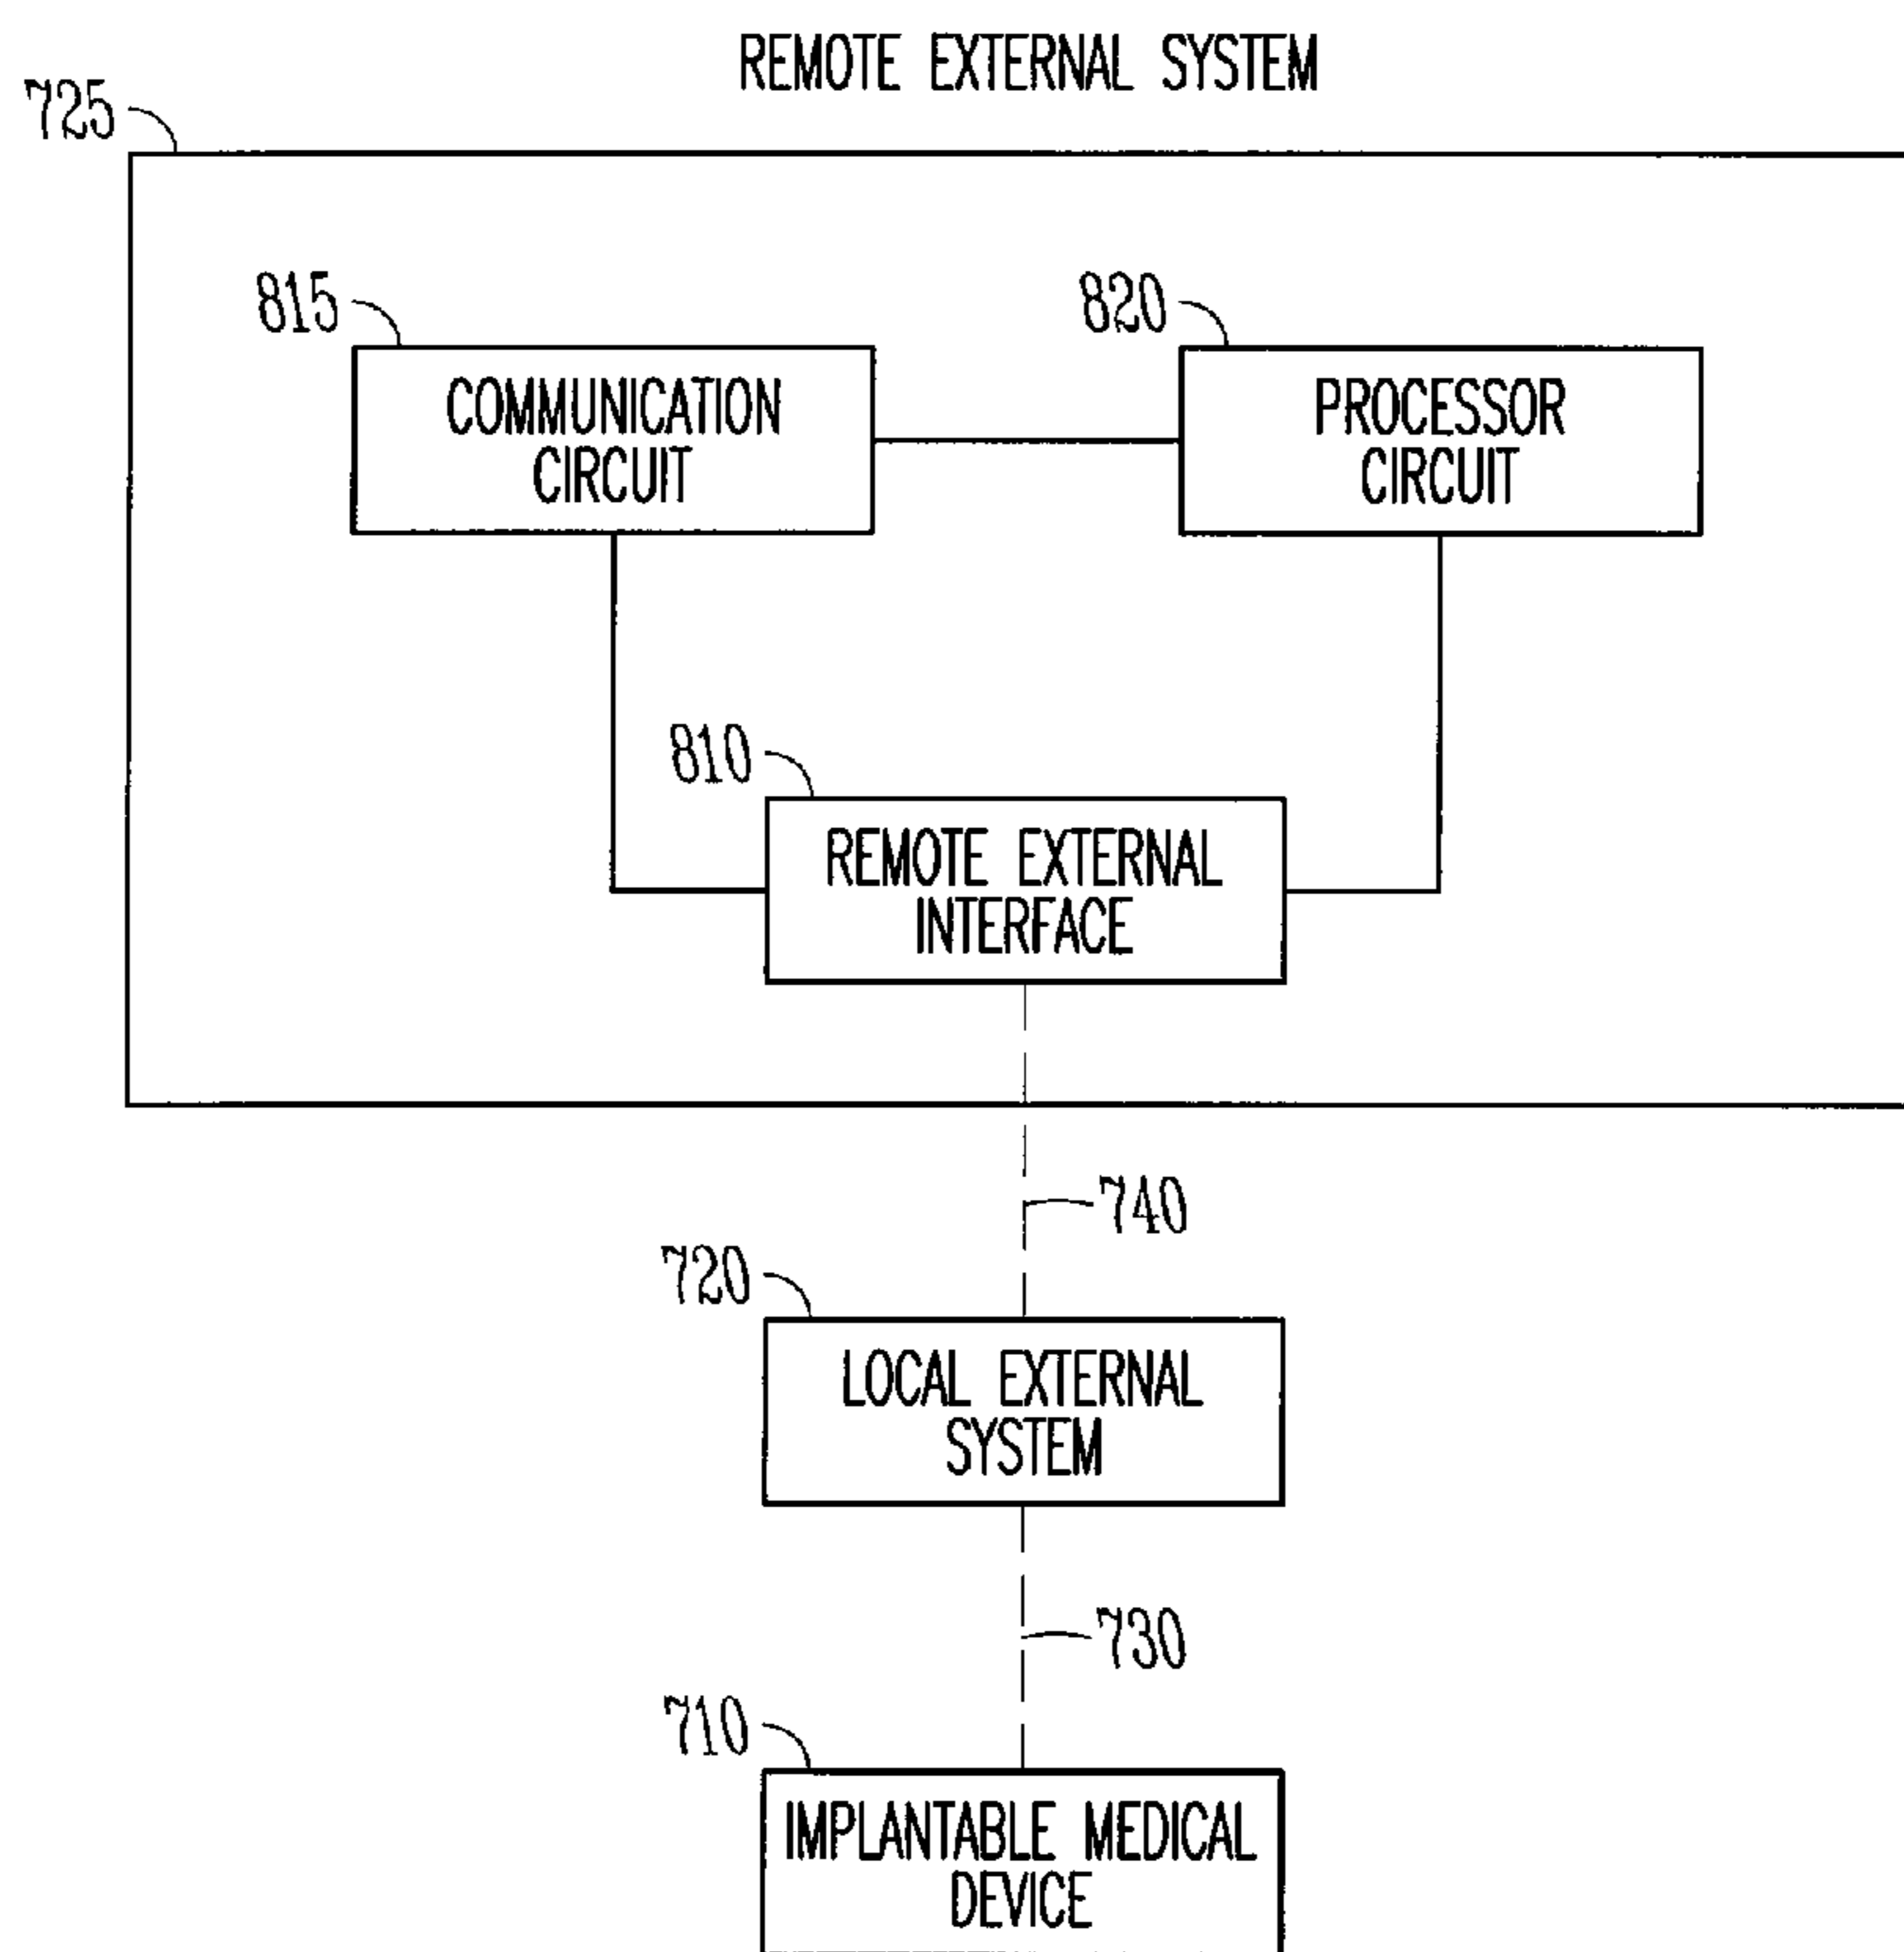 REMOTE EXTERNAL SYSTEM
725
815
820
COMMUNICATION
CIRCUIT
PROCESSOR
CIRCUIT
810
REMOTE EXTERNAL
INTERFACE
740
720
LOCAL EXTERNAL
SYSTEM
730
710
IMPLANTABLE MEDICAL
DEVICE